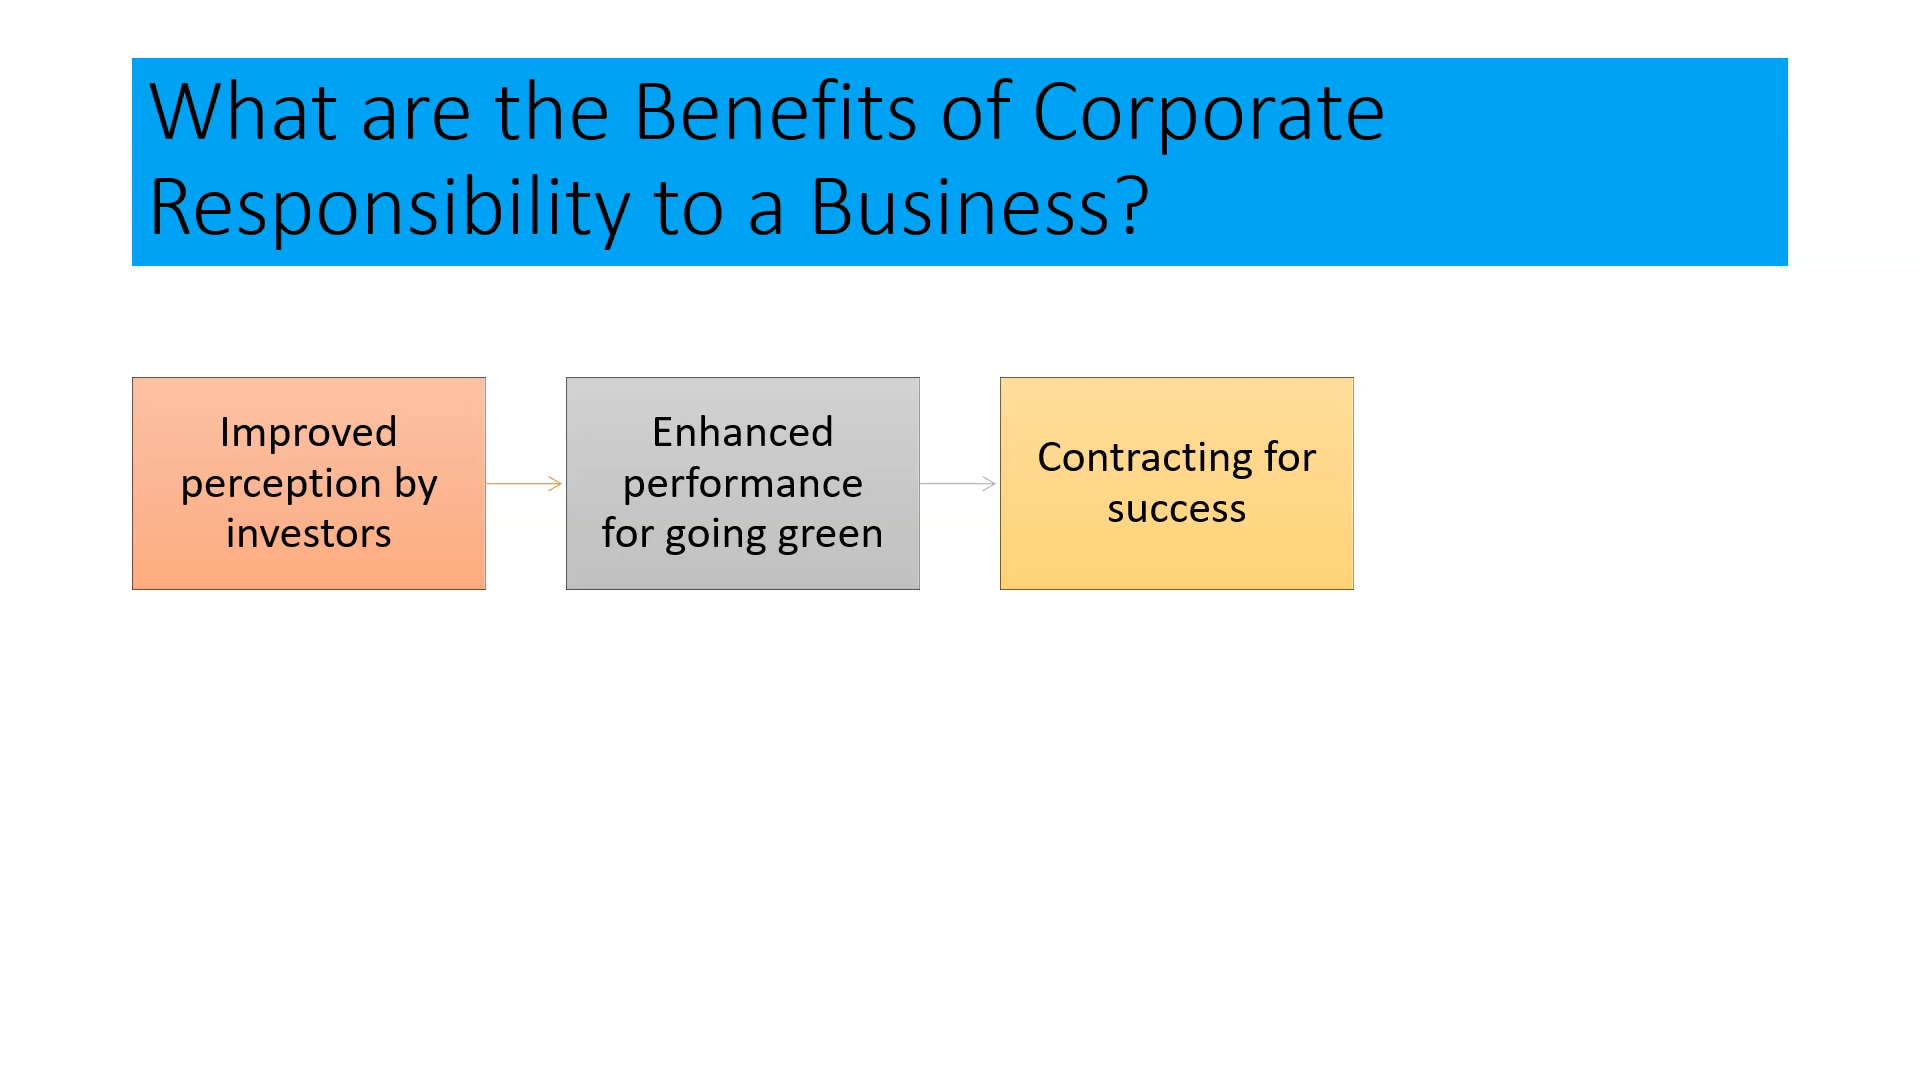 What are the Benefits of Corporate
Responsibility to a Business?
Improved
perception by
investors
Enhanced
performance
for going green
Contracting for
success